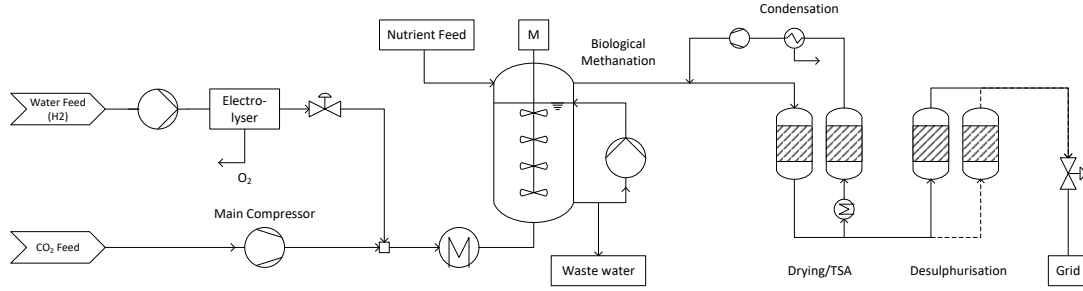 Condensation
Nutrient Feed
M
Biological
Methanation
Water Feed
(H2)
Electro-
lyser
O₂
Main Compressor
CO₂ Feed
Waste water
Drying/TSA
Desulphurisation
Grid